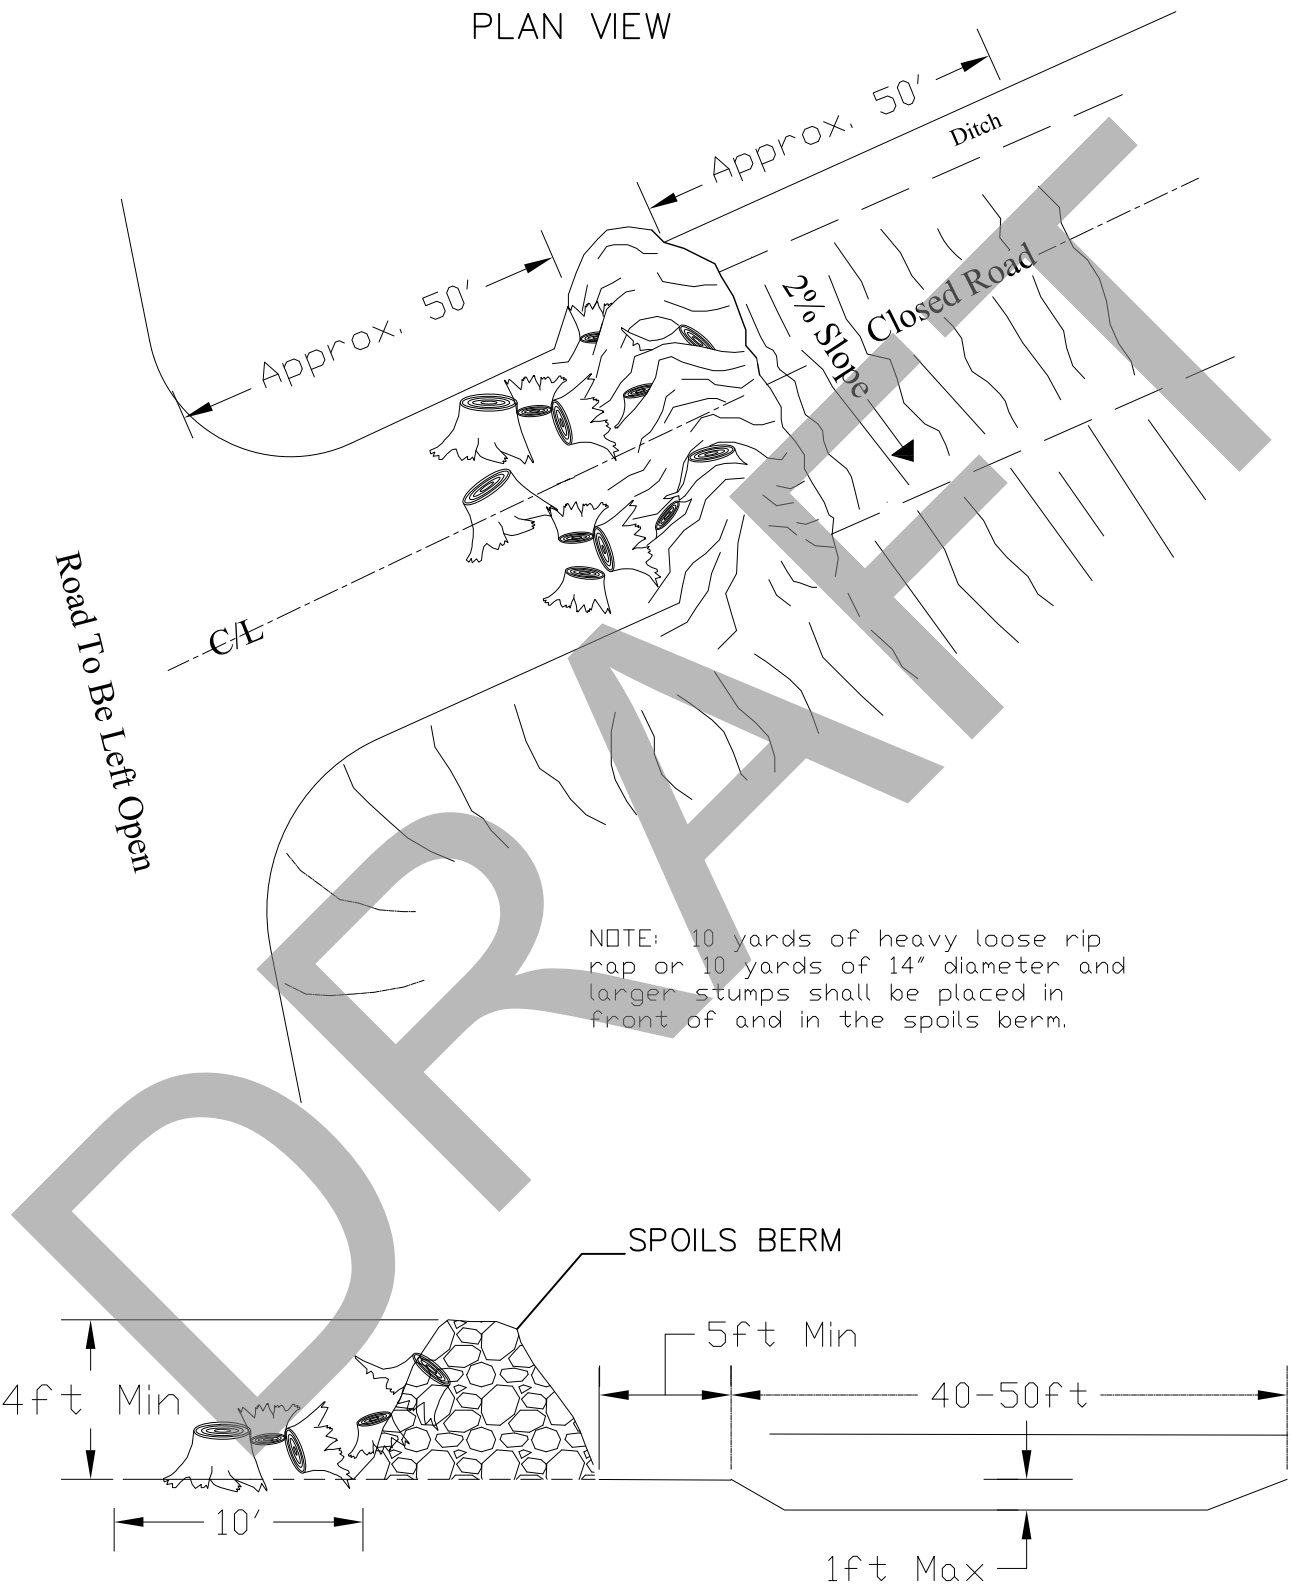 PLAN VIEW
Approx. 50'
Ditch
Approx. 50'
Closed Road
2% Slope
C/L
Road To Be Left Open
DRAFT
NOTE: 10 yards of heavy loose rip
rap or 10 yards of 14" diameter and
larger stumps shall be placed in
front of and in the spoils berm.
SPOILS BERM
5ft Min
4ft Min
40-50ft
10'
1ft Max